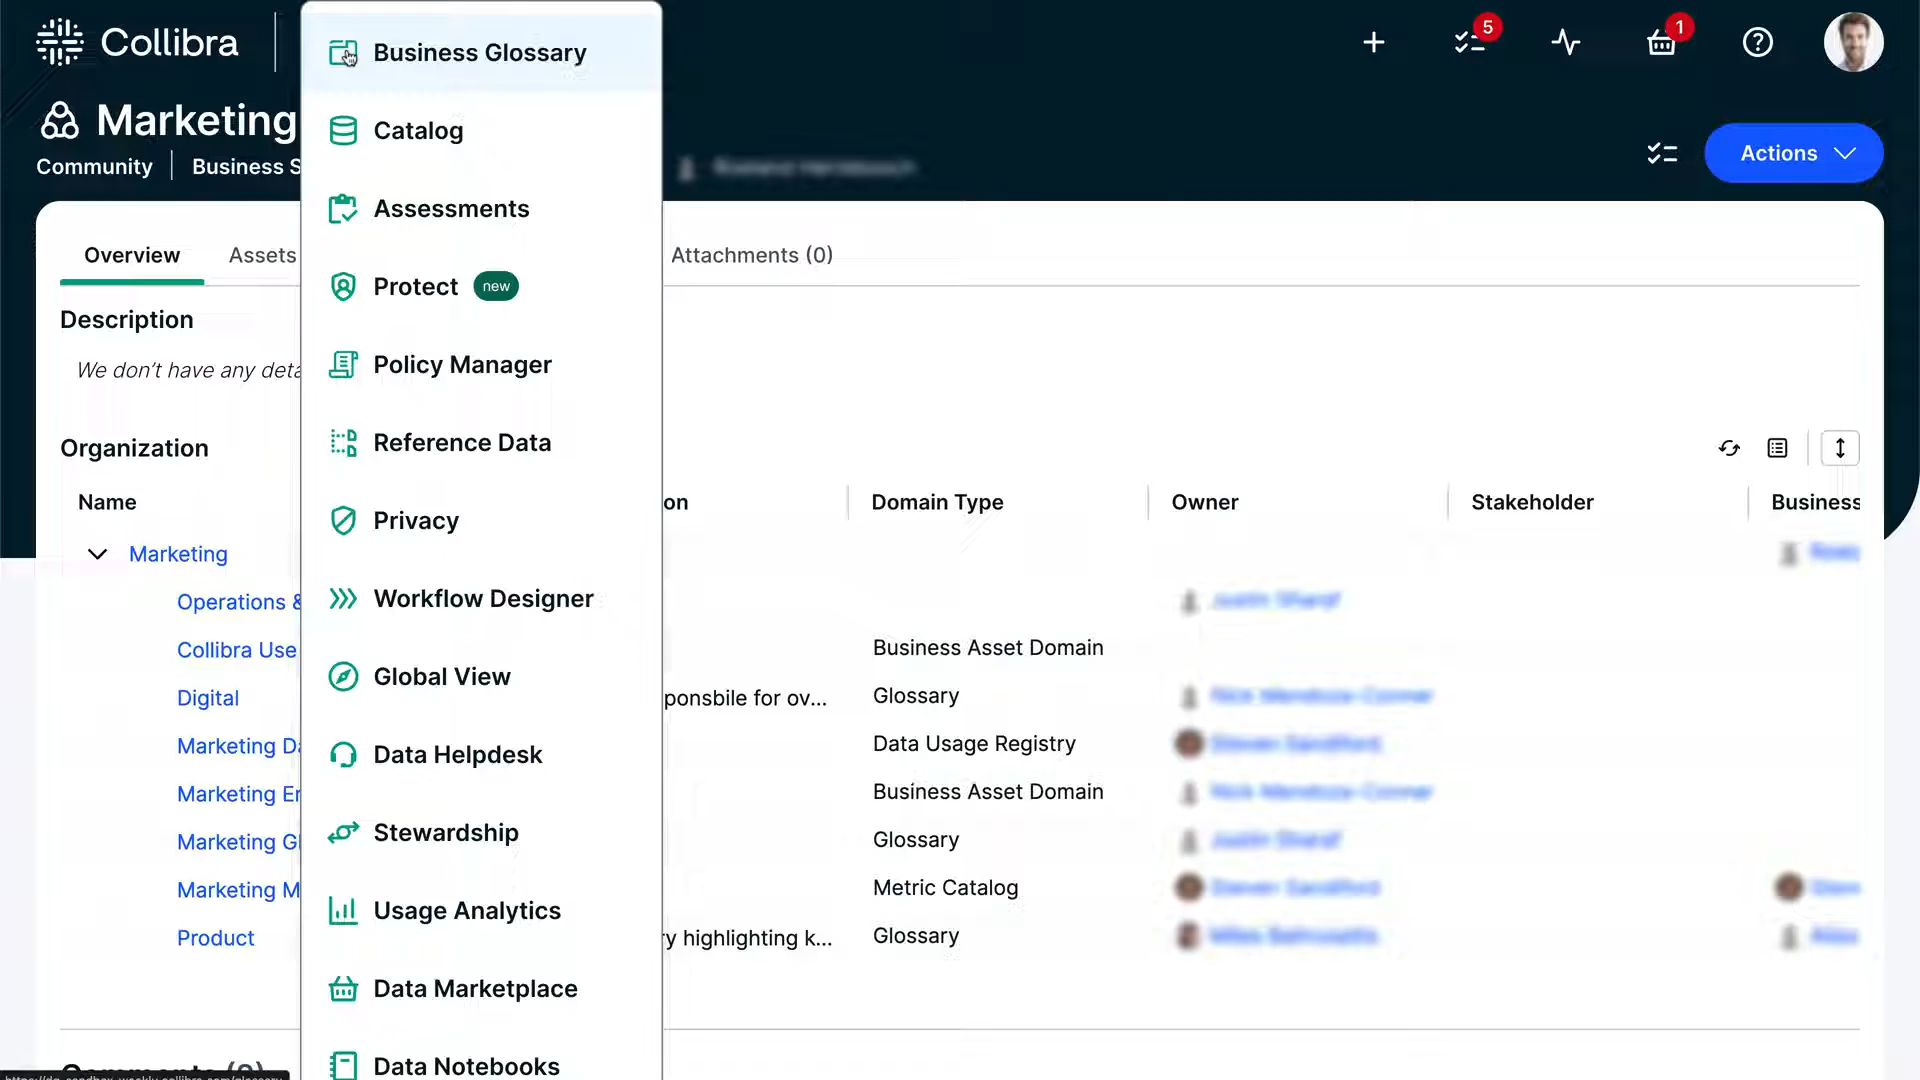 Collibra
5
1
Marketing
Community
Business S
Actions
Business Glossary
Catalog
Assessments
Protect new
Policy Manager
Reference Data
Privacy
Workflow Designer
Global View
Data Helpdesk
Stewardship
Usage Analytics
Data Marketplace
Data Notebooks
Overview
Assets
Attachments (0)
Description
We don't have any deta
Organization
Name
on
Domain Type
Owner
Stakeholder
Business
Marketing
Operations &
Collibra Use
Business Asset Domain
Digital
ponsbile for ov...
Glossary
Marketing Da
Data Usage Registry
Marketing En
Business Asset Domain
Marketing Gl
Glossary
Marketing M
Metric Catalog
Product
y highlighting k...
Glossary